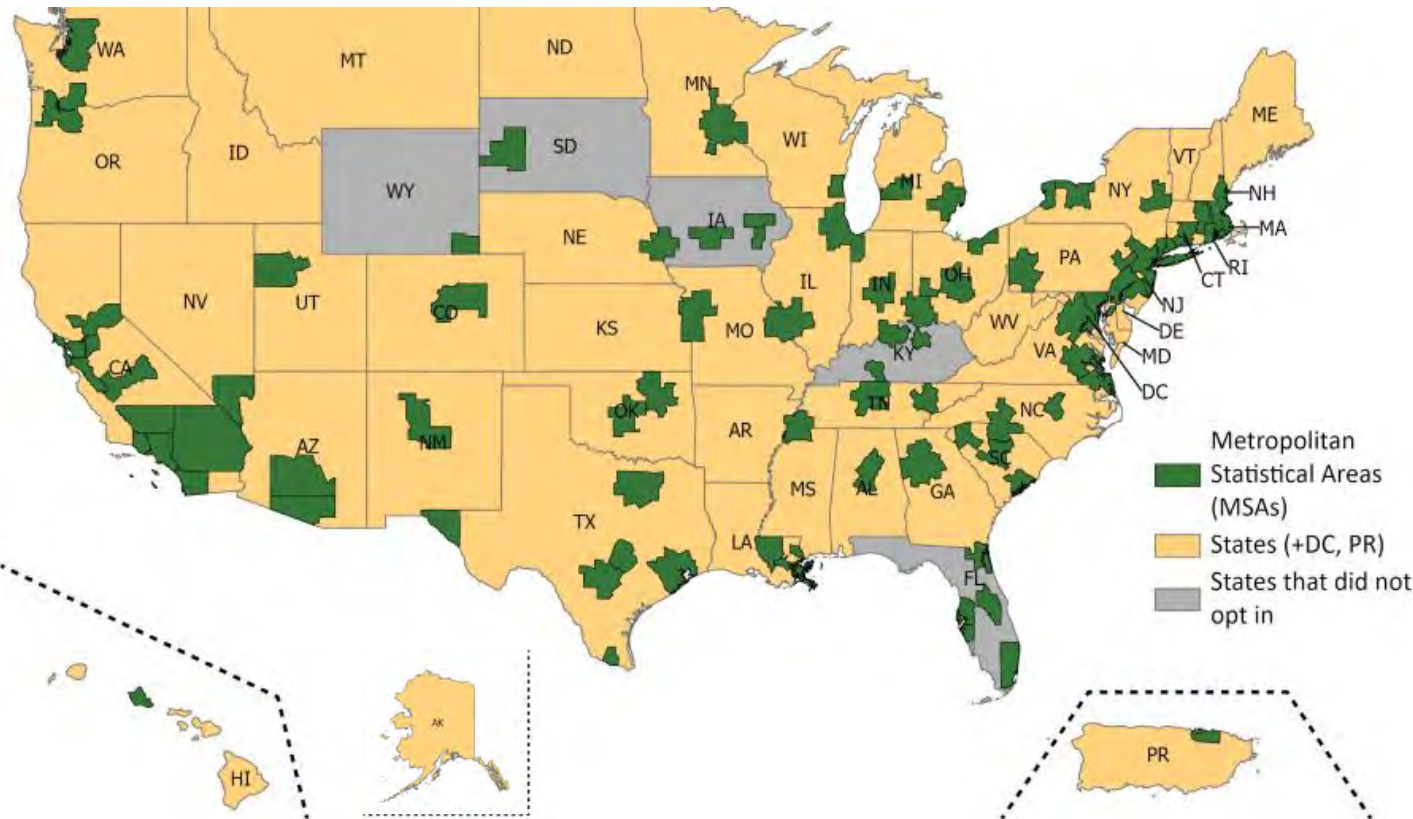 WA
MT
ND
MN
ME
OR
ID
SD
WI
MI
VT
NY
NH
WY
IA
MA
NE
PA
RI
CT
NV
UT
CO
IL
IN
OH
NJ
KS
MO
WV
DE
CA
KY
VA
MD
DC
OK
TN
NC
AZ
NM
AR
SC
MS
AL
GA
TX
LA
FL
Metropolitan
Statistical Areas
(MSAs)
States (+DC, PR)
States that did not
opt in
AK
HI
PR